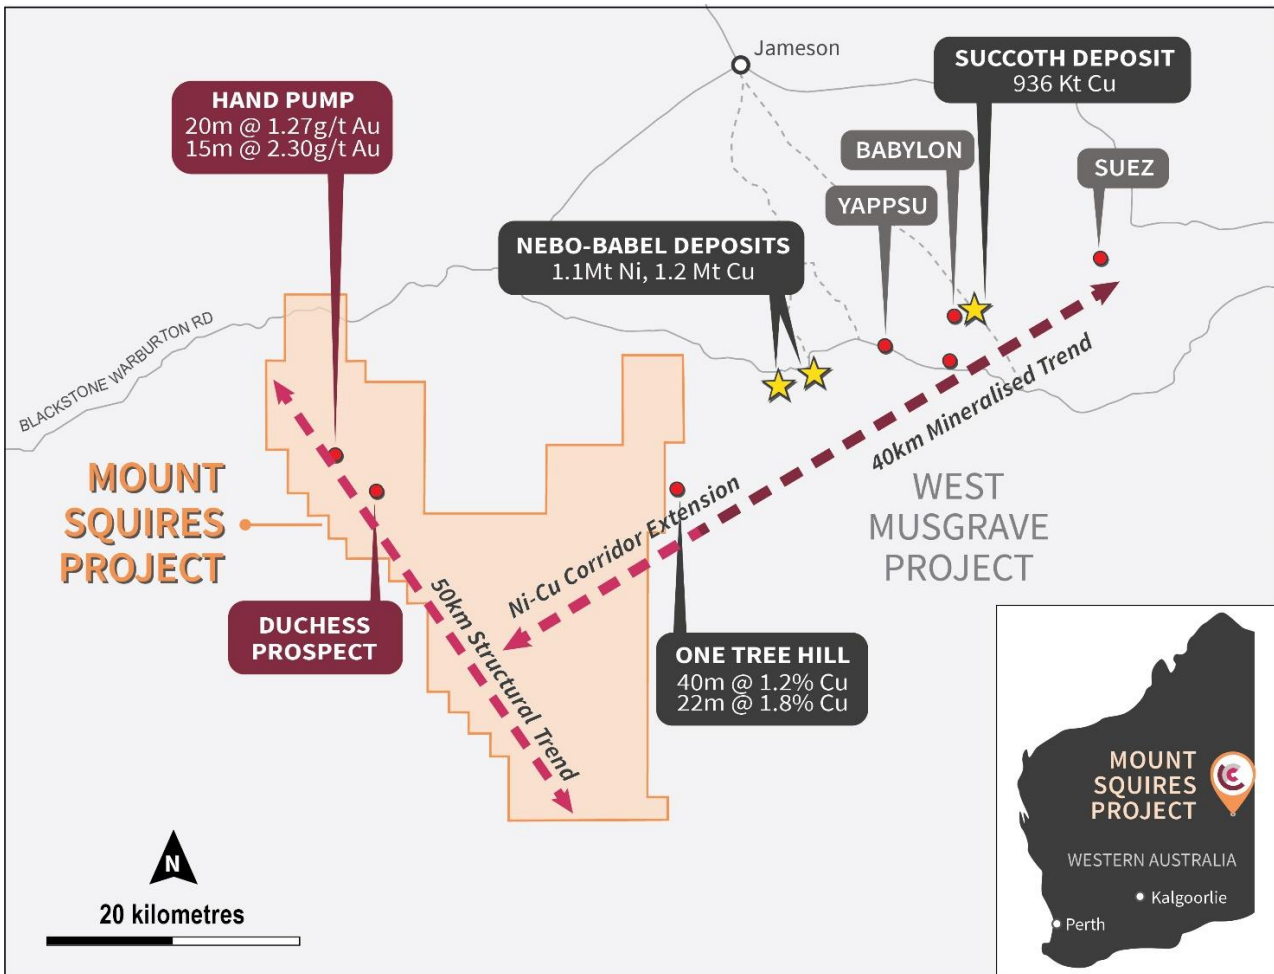 Jameson
SUCCOTH DEPOSIT
936 Kt Cu
HAND PUMP
20m @ 1.27g/t Au
15m @ 2.30g/t Au
BABYLON
SUEZ
YAPPSU
NEBO-BABEL DEPOSITS
1.1Mt Ni, 1.2 Mt Cu
BLACKSTONE WARBURTON RD
40km Mineralised Trend
MOUNT
SQUIRES
PROJECT
WEST
MUSGRAVE
PROJECT
Ni-Cu Corridor Extension
50km Structural Trend
DUCHESS
PROSPECT
ONE TREE HILL
40m @ 1.2% Cu
22m @ 1.8% Cu
N
20 kilometres
MOUNT
SQUIRES
PROJECT
WESTERN AUSTRALIA
Kalgoorlie
Perth